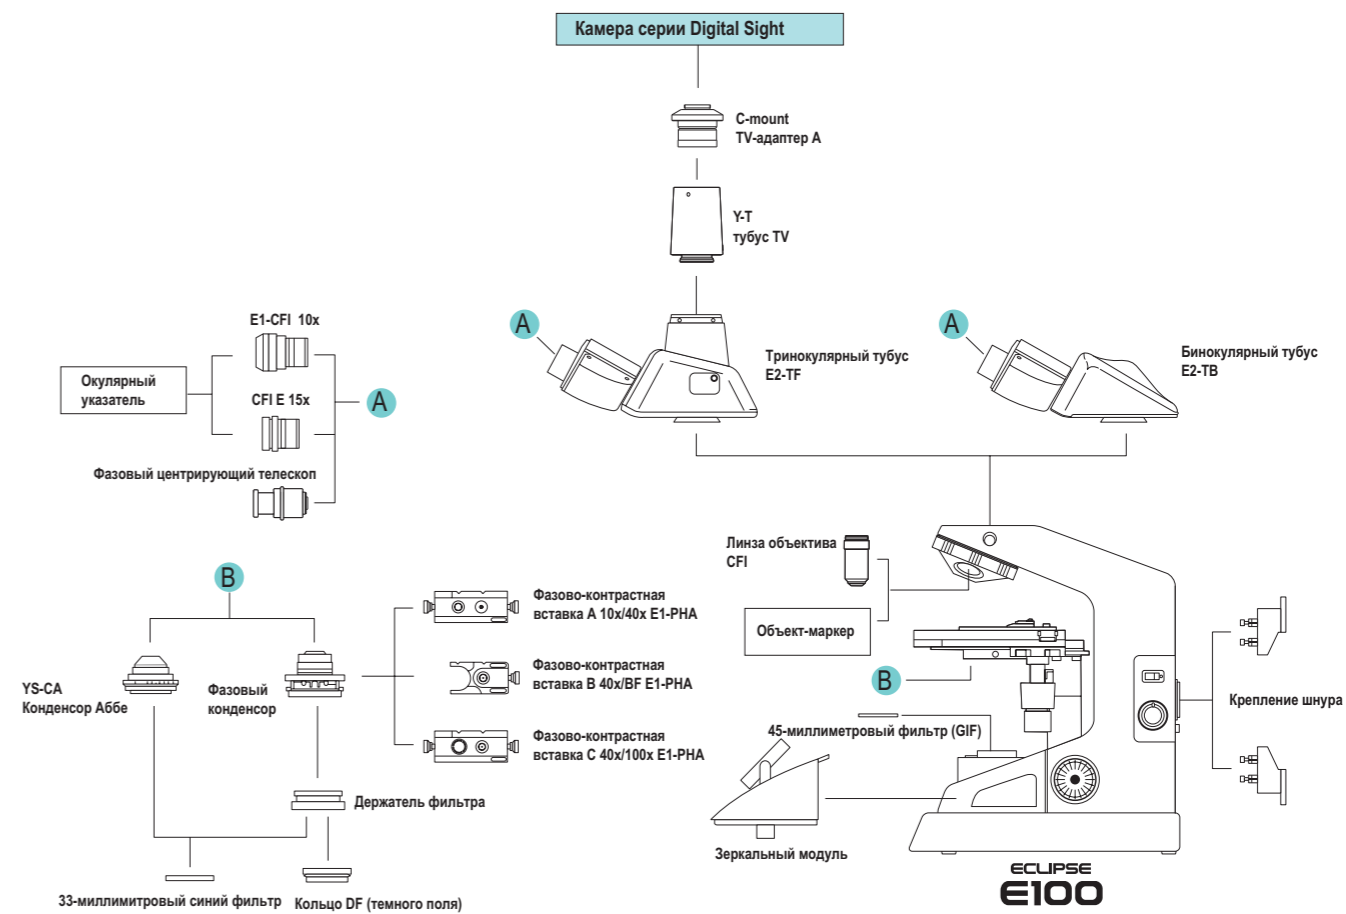 Камера серии Digital Sight
C-mount
TV-адаптер A
Y-T
тубус TV
A
A
Тринокулярный тубус
E2-TF
Бинокулярный тубус
E2-TB
E1-CFI 10x
Окулярный
указатель
CFI E 15x
A
Фазовый центрирующий телескоп
Линза объектива
CFI
Объект-маркер
B
B
Фазово-контрастная
вставка A 10x/40x E1-PHA
Фазово-контрастная
вставка B 40x/BF E1-PHA
Фазово-контрастная
вставка C 40x/100x E1-PHA
YS-CA
Конденсор Аббе
Фазовый
конденсор
Крепление шнура
45-миллиметровый фильтр (GIF)
Держатель фильтра
Зеркальный модуль
33-миллимитровый синий фильтр
Кольцо DF (темного поля)
ECLIPSE
E100